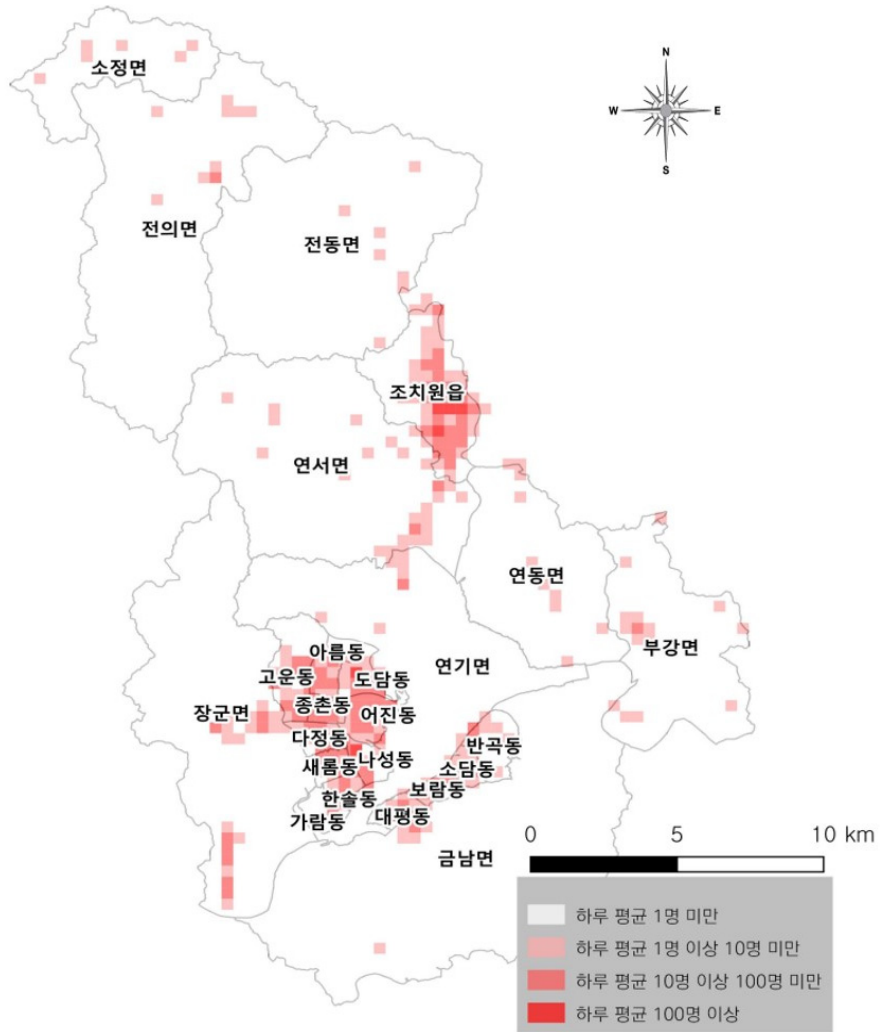 N
W
E
S
소정면
전의면
전동면
조치원읍
연서면
연동면
부강면
연기면
아름동
고운동
도담동
종촌동
어진동
장군면
다정동
나성동
새롬동
반곡동
소담동
보람동
한솔동
대평동
가람동
금남면
0 5 10 km
하루 평균 1명 미만
하루 평균 1명 이상 10명 미만
하루 평균 10명 이상 100명 미만
하루 평균 100명 이상